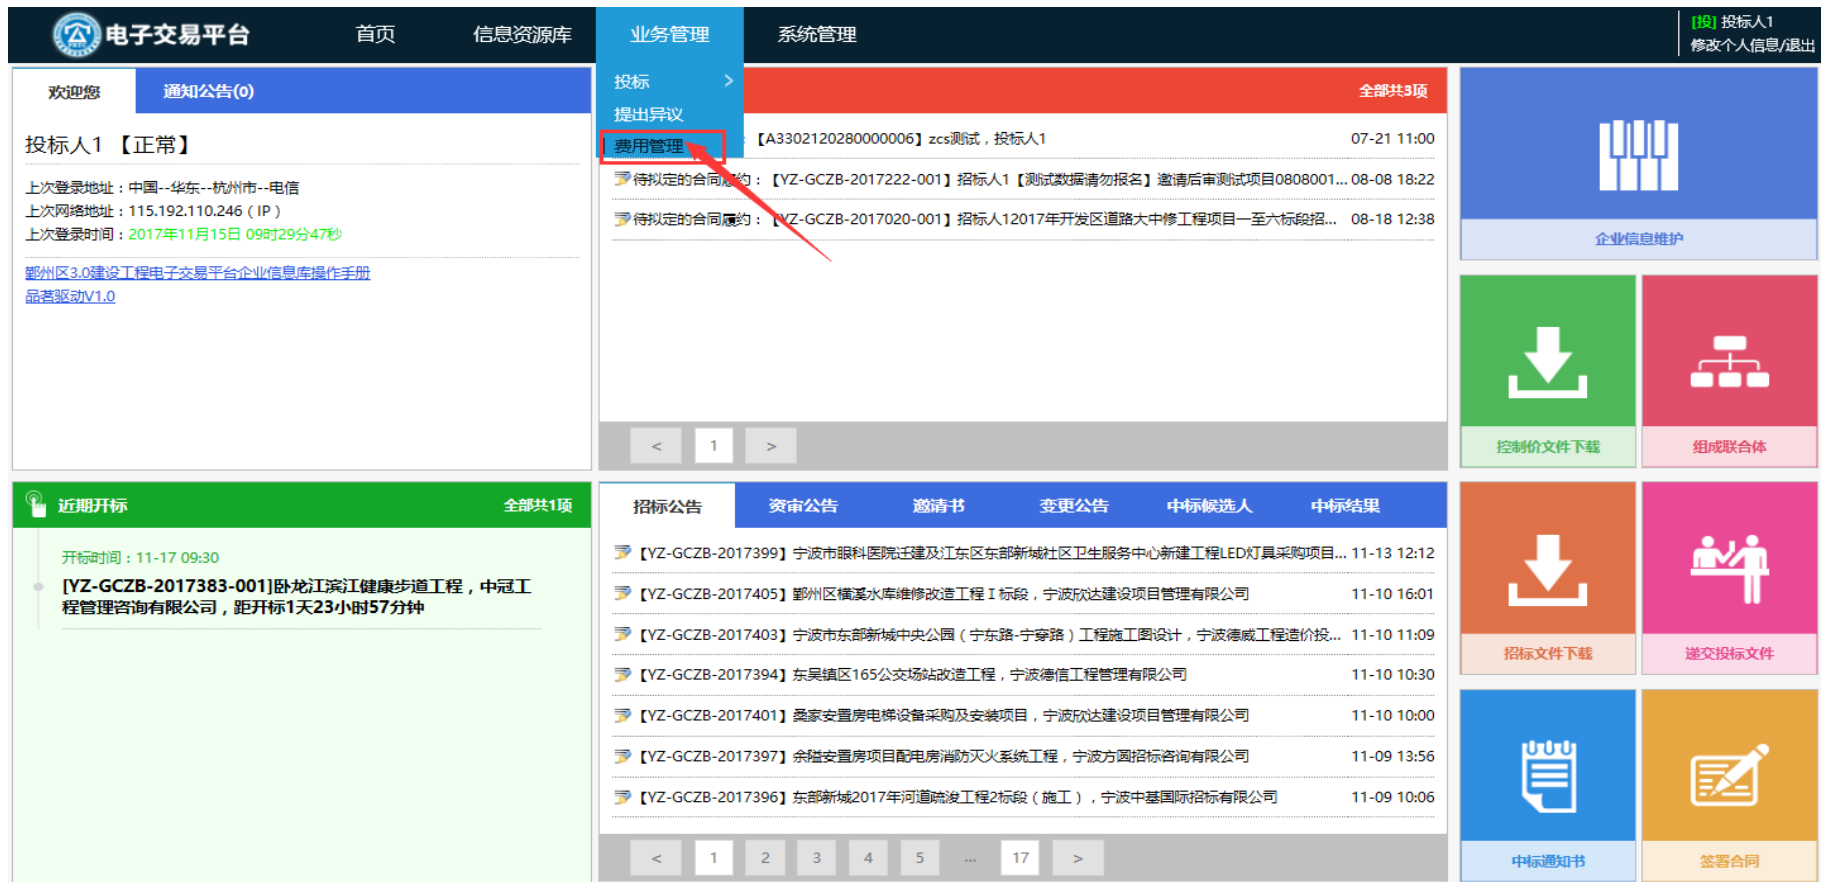 电子交易平台
首页
信息资源库
业务管理
系统管理
[投] 投标人1
修改个人信息/退出
投标
提出异议
费用管理
欢迎您
通知公告(0)
投标人1 【正常】
上次登录地址：中国--华东--杭州市--电信
上次网络地址：115.192.110.246（IP）
上次登录时间：2017年11月15日 09时29分47秒
鄞州区3.0建设工程电子交易平台企业信息库操作手册
品茗驱动V1.0
全部共3项
：【A3302120280000006】zcs测试，投标人1 07-21 11:00
待拟定的合同履约：【YZ-GCZB-2017222-001】招标人1【测试数据请勿报名】邀请后审测试项目0808001... 08-08 18:22
待拟定的合同履约：【YZ-GCZB-2017020-001】招标人12017年开发区道路大中修工程项目一至六标段招... 08-18 12:38
< 1 >
企业信息维护
控制价文件下载
组成联合体
近期开标
全部共1项
开标时间：11-17 09:30
[YZ-GCZB-2017383-001]卧龙江滨江健康步道工程，中冠工
程管理咨询有限公司，距开标1天23小时57分钟
招标公告
资审公告
邀请书
变更公告
中标候选人
中标结果
【YZ-GCZB-2017399】宁波市眼科医院迁建及江东区东部新城社区卫生服务中心新建工程LED灯具采购项目... 11-13 12:12
【YZ-GCZB-2017405】鄞州区横溪水库维修改造工程Ⅰ标段，宁波欣达建设项目管理有限公司 11-10 16:01
【YZ-GCZB-2017403】宁波市东部新城中央公园（宁东路-宁穿路）工程施工图设计，宁波德威工程造价投... 11-10 11:09
【YZ-GCZB-2017394】东吴镇区165公交场站改造工程，宁波德信工程管理有限公司 11-10 10:30
【YZ-GCZB-2017401】桑家安置房电梯设备采购及安装项目，宁波欣达建设项目管理有限公司 11-10 10:00
【YZ-GCZB-2017397】余隘安置房项目配电房消防灭火系统工程，宁波方圆招标咨询有限公司 11-09 13:56
【YZ-GCZB-2017396】东部新城2017年河道疏浚工程2标段（施工），宁波中基国际招标有限公司 11-09 10:06
< 1 2 3 4 5 ... 17 >
招标文件下载
递交投标文件
中标通知书
签署合同